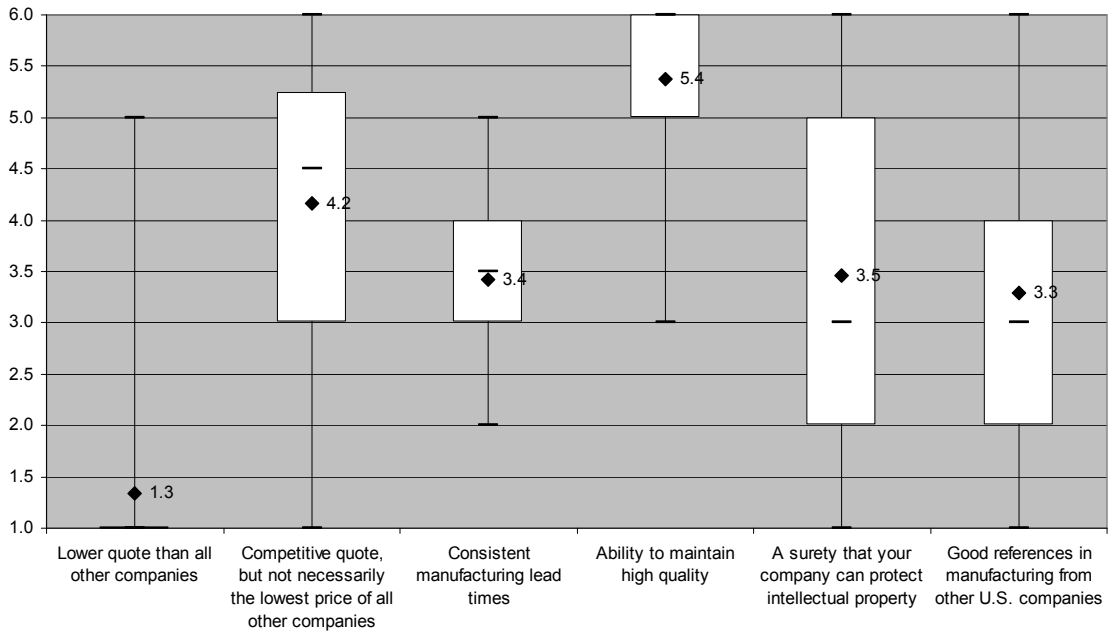 6.0
5.5
5.0
4.5
4.0
3.5
3.0
2.5
2.0
1.5
1.0
1.3
4.2
3.4
5.4
3.5
3.3
Lower quote than all
other companies
Competitive quote,
but not necessarily
the lowest price of all
other companies
Consistent
manufacturing lead
times
Ability to maintain
high quality
A surety that your
company can protect
intellectual property
Good references in
manufacturing from
other U.S. companies